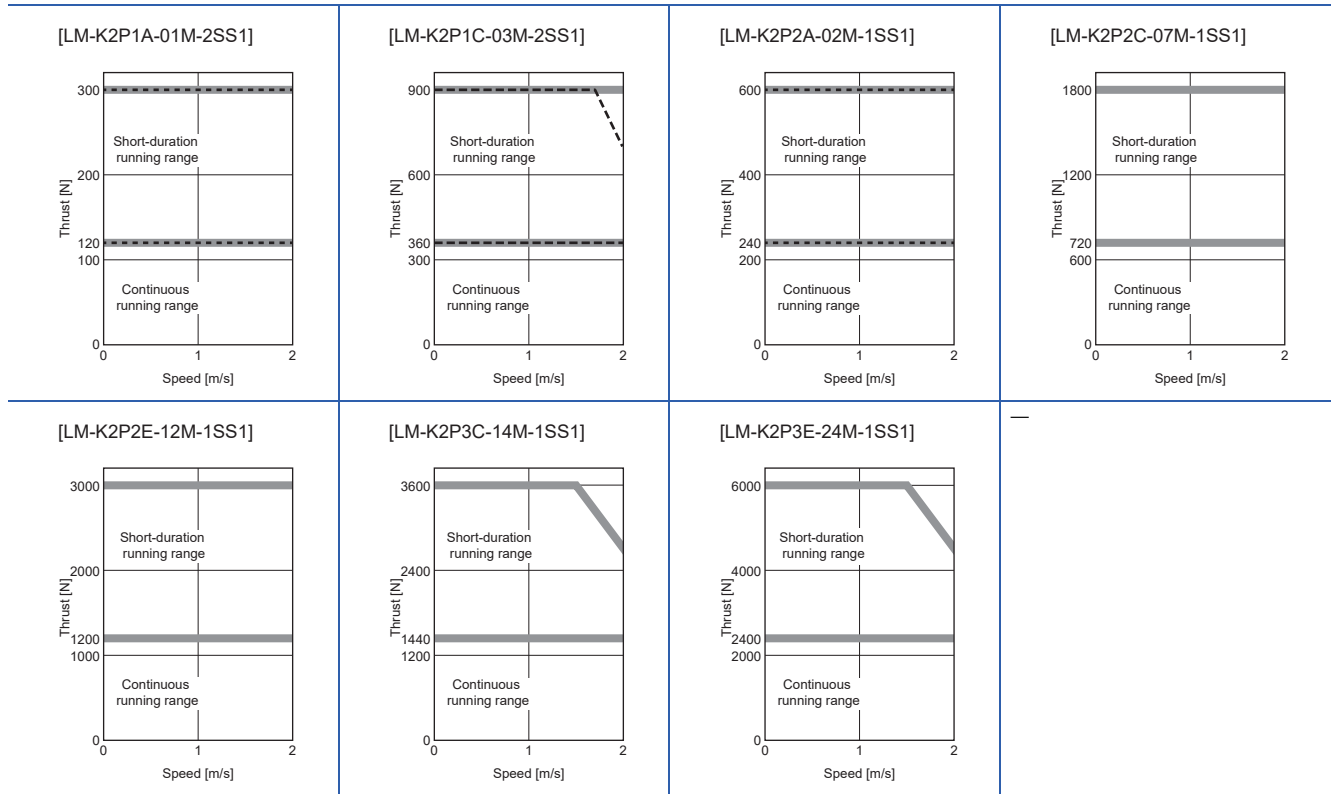 [LM-K2P1A-01M-2SS1]
300
Short-duration
running range
200
Thrust [N]
120
100
Continuous
running range
0
0 1 2
Speed [m/s]
[LM-K2P1C-03M-2SS1]
900
Short-duration
running range
600
Thrust [N]
360
300
Continuous
running range
0
0 1 2
Speed [m/s]
[LM-K2P2A-02M-1SS1]
600
Short-duration
running range
400
Thrust [N]
240
200
Continuous
running range
0
0 1 2
Speed [m/s]
[LM-K2P2C-07M-1SS1]
1800
Short-duration
running range
1200
Thrust [N]
720
600
Continuous
running range
0
0 1 2
Speed [m/s]
[LM-K2P2E-12M-1SS1]
3000
Short-duration
running range
2000
Thrust [N]
1200
1000
Continuous
running range
0
0 1 2
Speed [m/s]
[LM-K2P3C-14M-1SS1]
3600
Short-duration
running range
2400
Thrust [N]
1440
1200
Continuous
running range
0
0 1 2
Speed [m/s]
[LM-K2P3E-24M-1SS1]
6000
Short-duration
running range
4000
Thrust [N]
2400
2000
Continuous
running range
0
0 1 2
Speed [m/s]
—